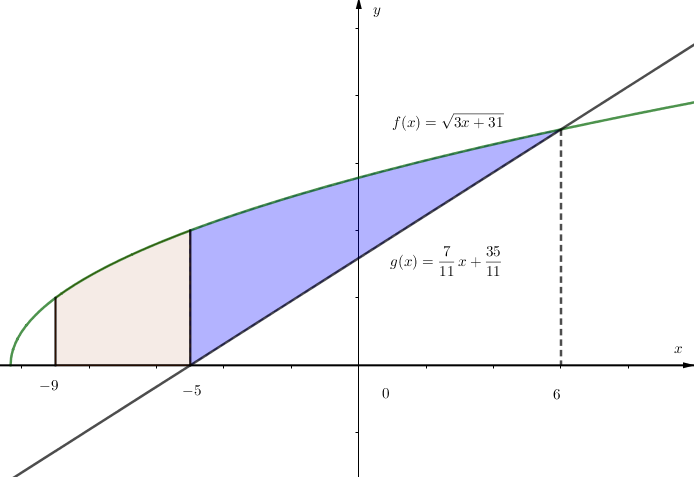 y
f(x) = √(3x + 31)
g(x) = 7/11 x + 35/11
x
−9
−5
0
6